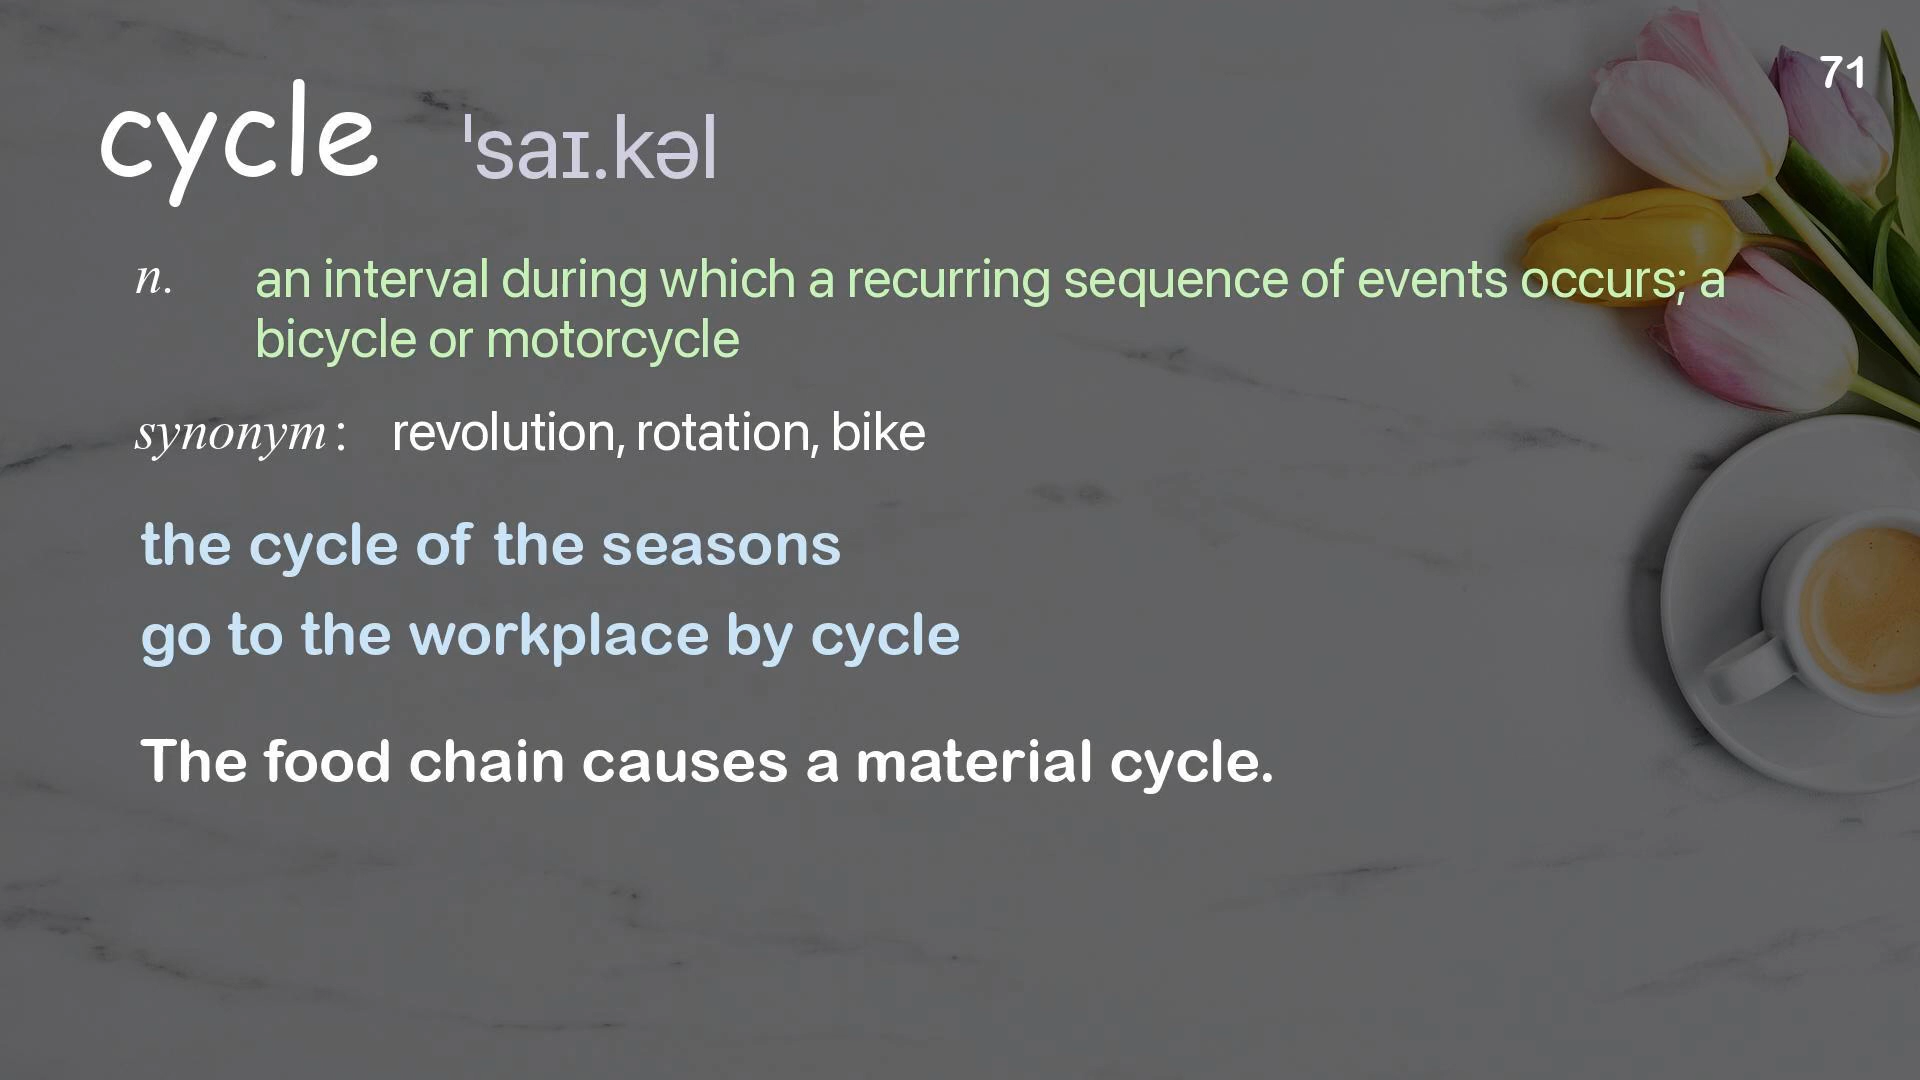 71
cycle ˈsaɪ.kəl
n. an interval during which a recurring sequence of events occurs; a
bicycle or motorcycle
synonym: revolution, rotation, bike
the cycle of the seasons
go to the workplace by cycle
The food chain causes a material cycle.